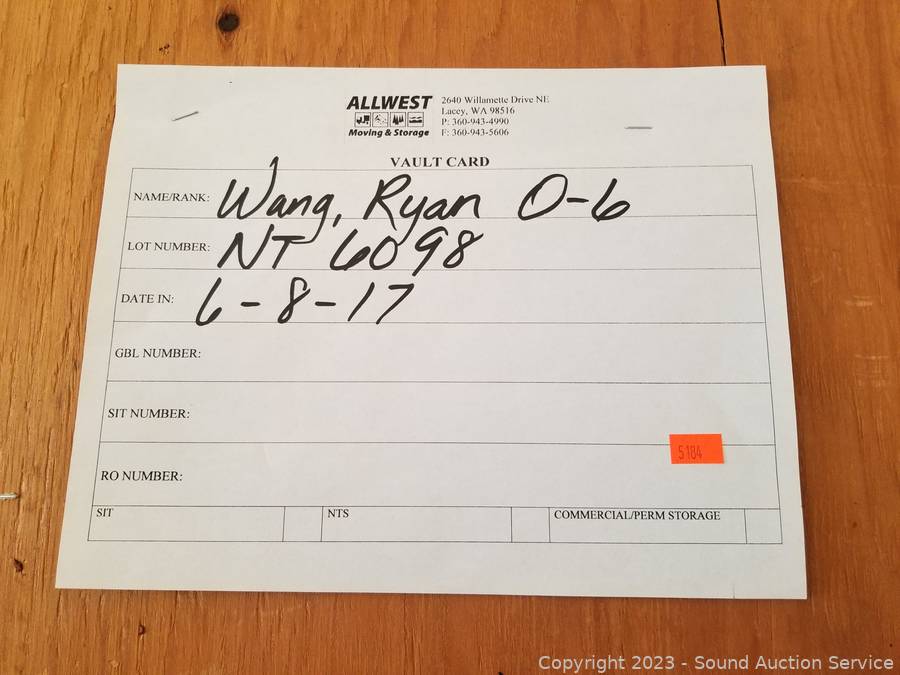 ALLWEST
Moving & Storage
2640 Willamette Drive NE
Lacey, WA 98516
P: 360-943-4990
F: 360-943-5606
VAULT CARD
NAME/RANK: Wang, Ryan O-6
LOT NUMBER: NT 6098
DATE IN: 6-8-17
GBL NUMBER:
SIT NUMBER:
5184
RO NUMBER:
SIT NTS COMMERCIAL/PERM STORAGE
Copyright 2023 - Sound Auction Service